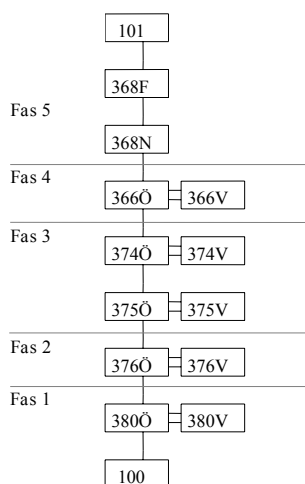 101
368F
Fas 5
368N
Fas 4
366Ö 366V
Fas 3
374Ö 374V
375Ö 375V
Fas 2
376Ö 376V
Fas 1
380Ö 380V
100